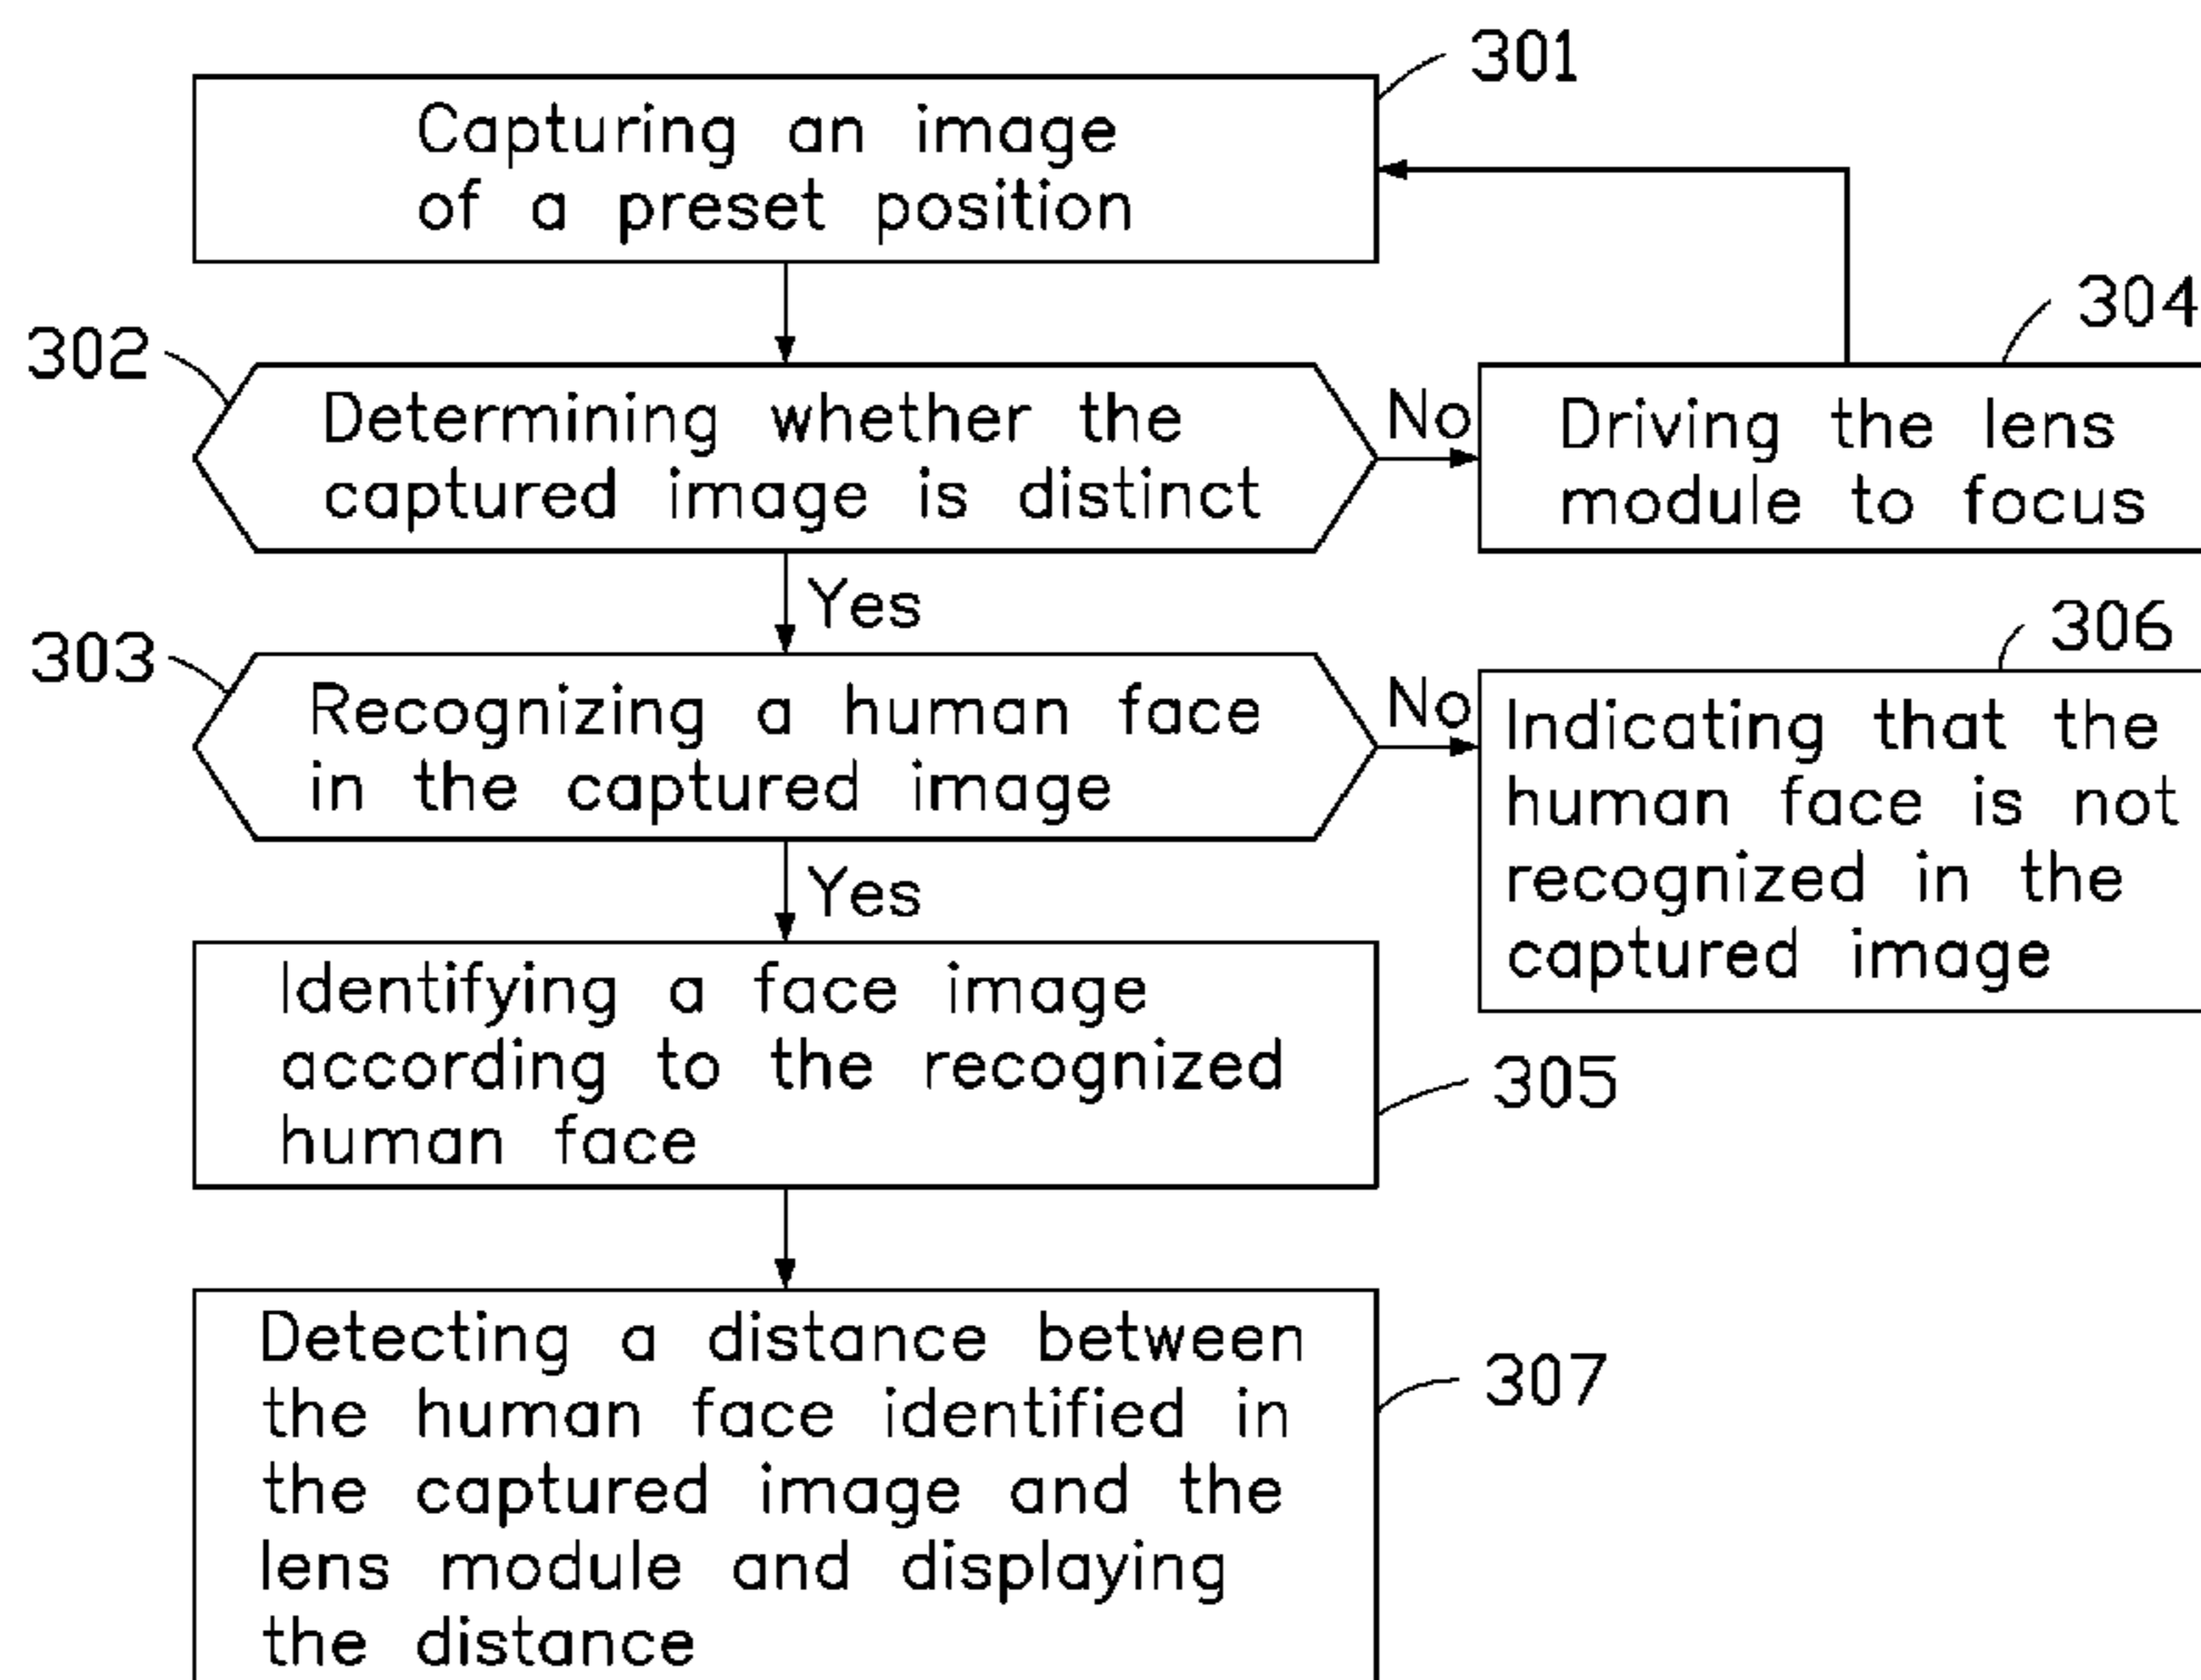 301
Capturing an image
of a preset position
304
302
Determining whether the
captured image is distinct
No
Driving the lens
module to focus
Yes
306
303
Recognizing a human face
in the captured image
No
Indicating that the
human face is not
recognized in the
captured image
Yes
Identifying a face image
according to the recognized
human face
305
Detecting a distance between
the human face identified in
the captured image and the
lens module and displaying
the distance
307